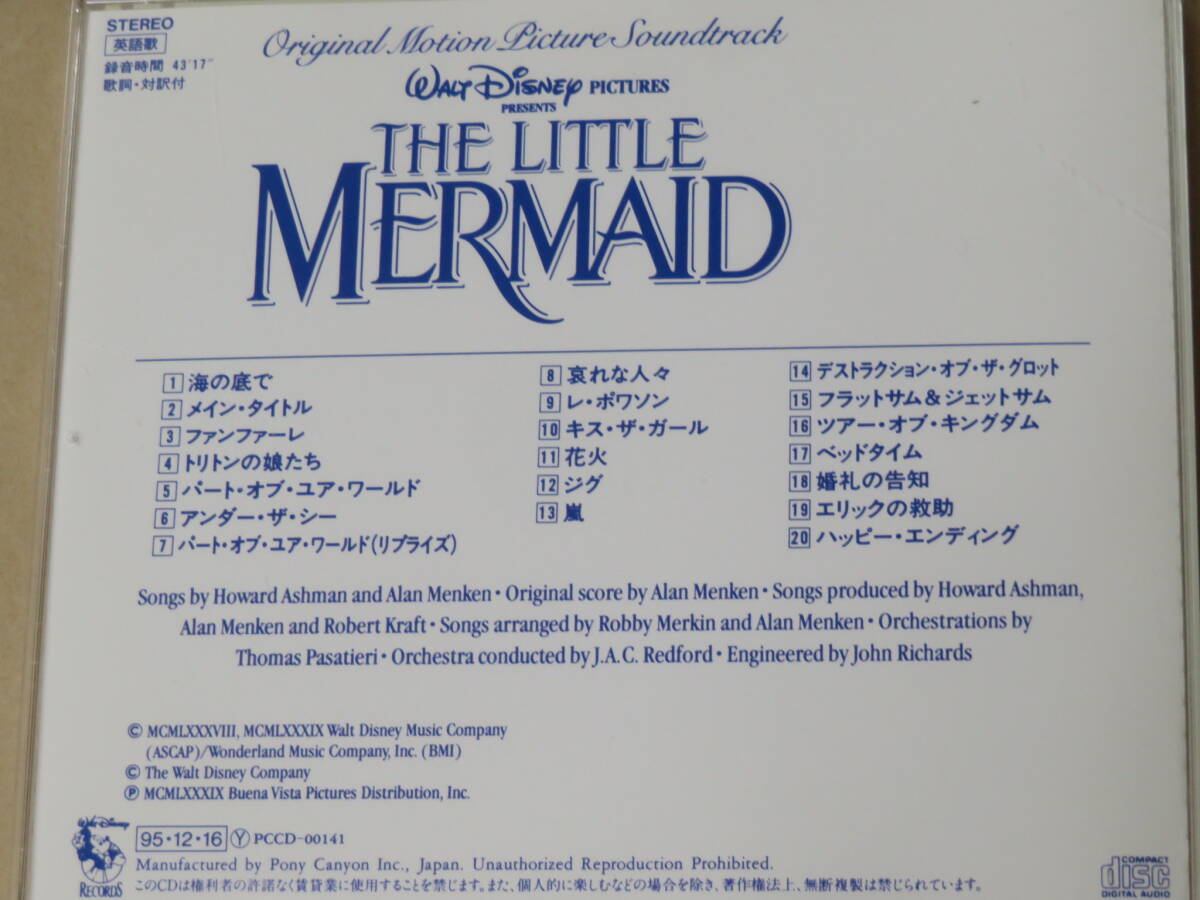 STEREO
英語歌
録音時間 43'17"
歌詞・対訳付
Original Motion Picture Soundtrack
WALT DISNEY PICTURES
PRESENTS
THE LITTLE
MERMAID
1 海の底で
2 メイン・タイトル
3 ファンファーレ
4 トリトンの娘たち
5 パート・オブ・ユア・ワールド
6 アンダー・ザ・シー
7 パート・オブ・ユア・ワールド(リプライズ)
8 哀れな人々
9 レ・ポワソン
10 キス・ザ・ガール
11 花火
12 ジグ
13 嵐
14 デストラクション・オブ・ザ・グロット
15 フラットサム&ジェットサム
16 ツアー・オブ・キングダム
17 ベッドタイム
18 婚礼の告知
19 エリックの救助
20 ハッピー・エンディング
Songs by Howard Ashman and Alan Menken・Original score by Alan Menken・Songs produced by Howard Ashman,
Alan Menken and Robert Kraft・Songs arranged by Robby Merkin and Alan Menken・Orchestrations by
Thomas Pasatieri・Orchestra conducted by J.A.C. Redford・Engineered by John Richards
© MCMLXXXVIII, MCMLXXXIX Walt Disney Music Company
(ASCAP)/Wonderland Music Company, Inc. (BMI)
© The Walt Disney Company
℗ MCMLXXXIX Buena Vista Pictures Distribution, Inc.
RECORDS
95・12・16 Ⓨ PCCD-00141
Manufactured by Pony Canyon Inc., Japan. Unauthorized Reproduction Prohibited.
このCDは権利者の許諾なく賃貸業に使用することを禁じます。また、個人的に楽しむなどの場合を除き、著作権法上、無断複製は禁じられています。
COMPACT
disc
DIGITAL AUDIO